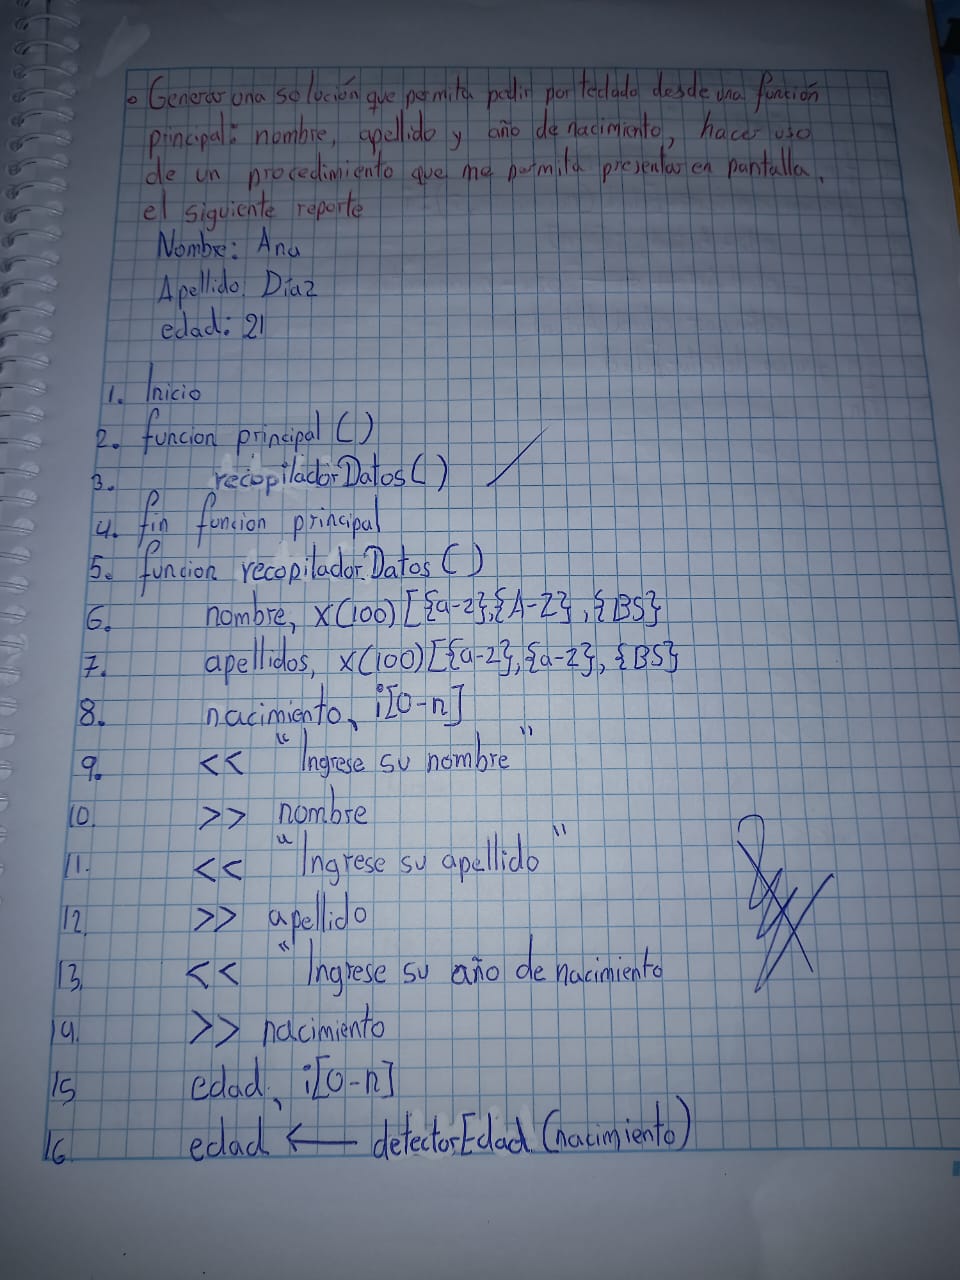 • Generar una solución que permita pedir por teclado desde una función
principal: nombre, apellido y año de nacimiento, hacer uso
de un procedimiento que me permita presentar en pantalla,
el siguiente reporte
Nombre: Ana
Apellido: Díaz
edad: 21
1. Inicio
2. funcion principal ()
3. recopiladorDatos()
4. fin funcion principal
5. funcion recopiladorDatos ()
6. nombre, x(100)[{a-z},{A-Z},{BS}
7. apellidos, x(100)[{a-z},{a-z}, {BS}
8. nacimiento, i[0-n]
9. << "Ingrese su nombre"
10. >> nombre
11. << "Ingrese su apellido"
12. >> apellido
13. << "Ingrese su año de nacimiento
14. >> nacimiento
15 edad, i[0-n]
16 edad ← detectorEdad (nacimiento)